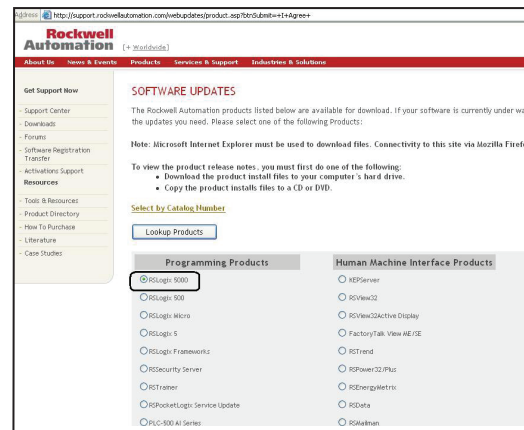 Address http://support.rockwellautomation.com/webupdates/product.asp?btnSubmit=+I+Agree+
Rockwell
Automation
[+ Worldwide]
About Us News & Events Products Services & Support Industries & Solutions
Get Support Now
- Support Center
- Downloads
- Forums
- Software Registration
Transfer
- Activations Support
Resources
- Tools & Resources
- Product Directory
- How To Purchase
- Literature
- Case Studies
SOFTWARE UPDATES
The Rockwell Automation products listed below are available for download. If your software is currently under wa
the updates you need. Please select one of the following Products:
Note: Microsoft Internet Explorer must be used to download files. Connectivity to this site via Mozilla Firef
To view the product release notes, you must first do one of the following:
• Download the product install files to your computer's hard drive.
• Copy the product installs files to a CD or DVD.
Select by Catalog Number
Lookup Products
Programming Products
RSLogix 5000
RSLogix 500
RSLogix Micro
RSLogix 5
RSLogix Frameworks
RSSecurity Server
RSTrainer
RSPocketLogix Service Update
PLC-500 AI Series
Human Machine Interface Products
KEPServer
RSView32
RSView32Active Display
FactoryTalk View ME/SE
RSTrend
RSPower32/Plus
RSEnergyMetrix
RSData
RSMailman